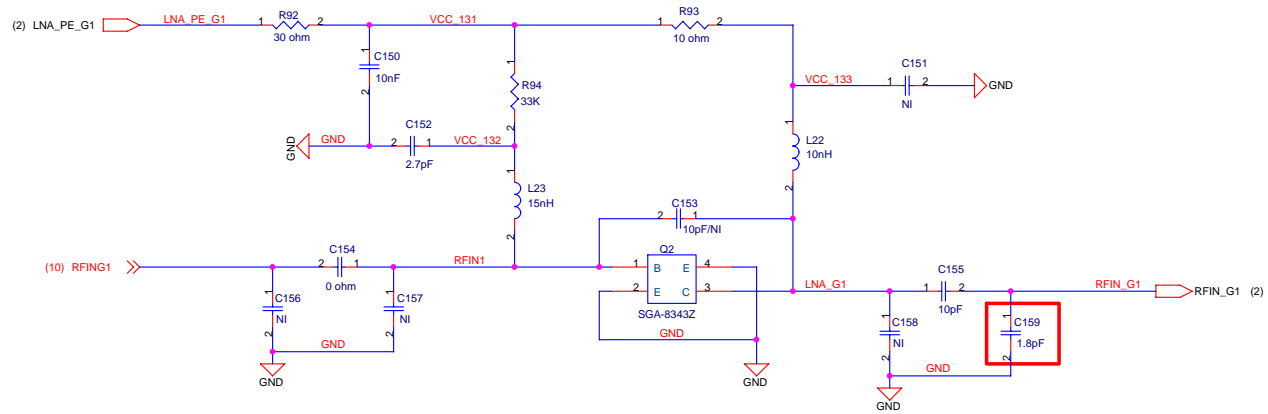 (2) LNA_PE_G1
LNA_PE_G1
1 R92 2
30 ohm
VCC_131
1 R93 2
10 ohm
1 C150
10nF
2
1 R94
33K
2
VCC_133
C151
1 2
NI
GND
GND
GND
C152
2 1
2.7pF
VCC_132
1 L22
10nH
2
1 L23
15nH
2
C153
2 1
10pF/NI
(10) RFING1
C154
2 1
0 ohm
RFIN1
Q2
1 B E 4
2 E C 3
SGA-8343Z
LNA_G1
C155
1 2
10pF
RFIN_G1
RFIN_G1 (2)
1 C156
NI
2
1 C157
NI
2
GND
GND
GND
GND
1 C158
NI
2
1 C159
1.8pF
2
GND
GND